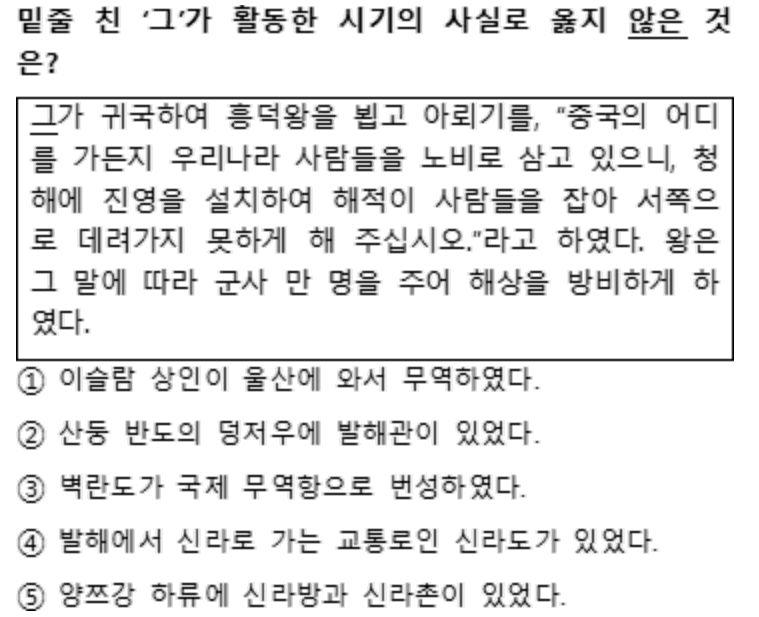 밑줄 친 '그'가 활동한 시기의 사실로 옳지 않은 것
은?
그가 귀국하여 흥덕왕을 뵙고 아뢰기를, "중국의 어디
를 가든지 우리나라 사람들을 노비로 삼고 있으니, 청
해에 진영을 설치하여 해적이 사람들을 잡아 서쪽으
로 데려가지 못하게 해 주십시오."라고 하였다. 왕은
그 말에 따라 군사 만 명을 주어 해상을 방비하게 하
였다.
① 이슬람 상인이 울산에 와서 무역하였다.
② 산둥 반도의 덩저우에 발해관이 있었다.
③ 벽란도가 국제 무역항으로 번성하였다.
④ 발해에서 신라로 가는 교통로인 신라도가 있었다.
⑤ 양쯔강 하류에 신라방과 신라촌이 있었다.